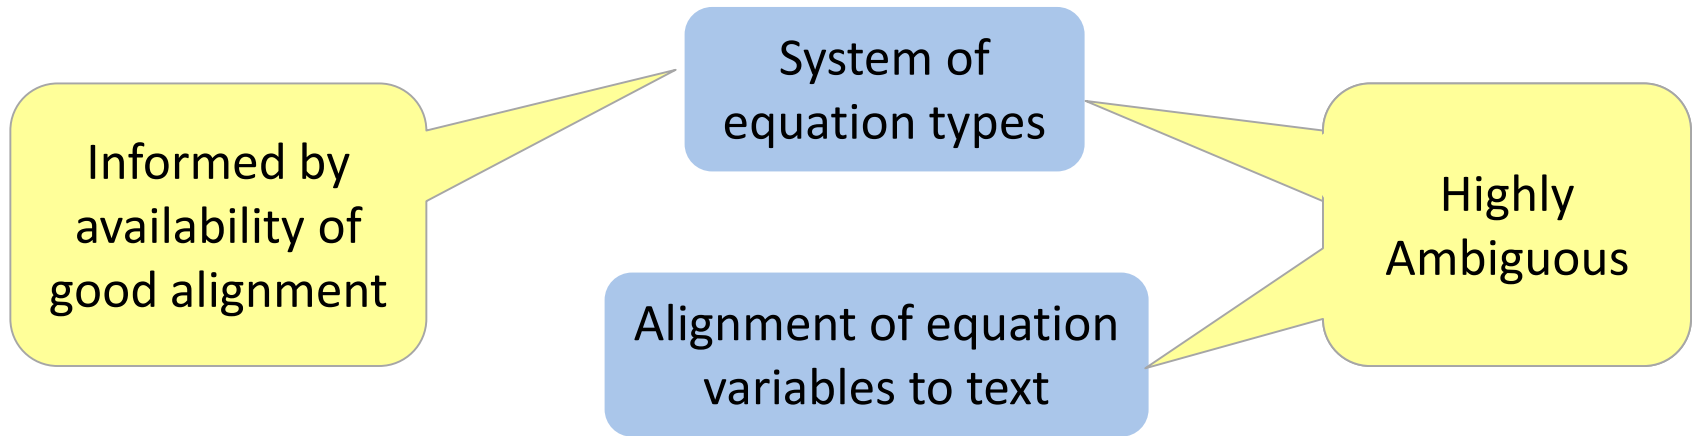 System of
equation types
Informed by
availability of
good alignment
Highly
Ambiguous
Alignment of equation
variables to text